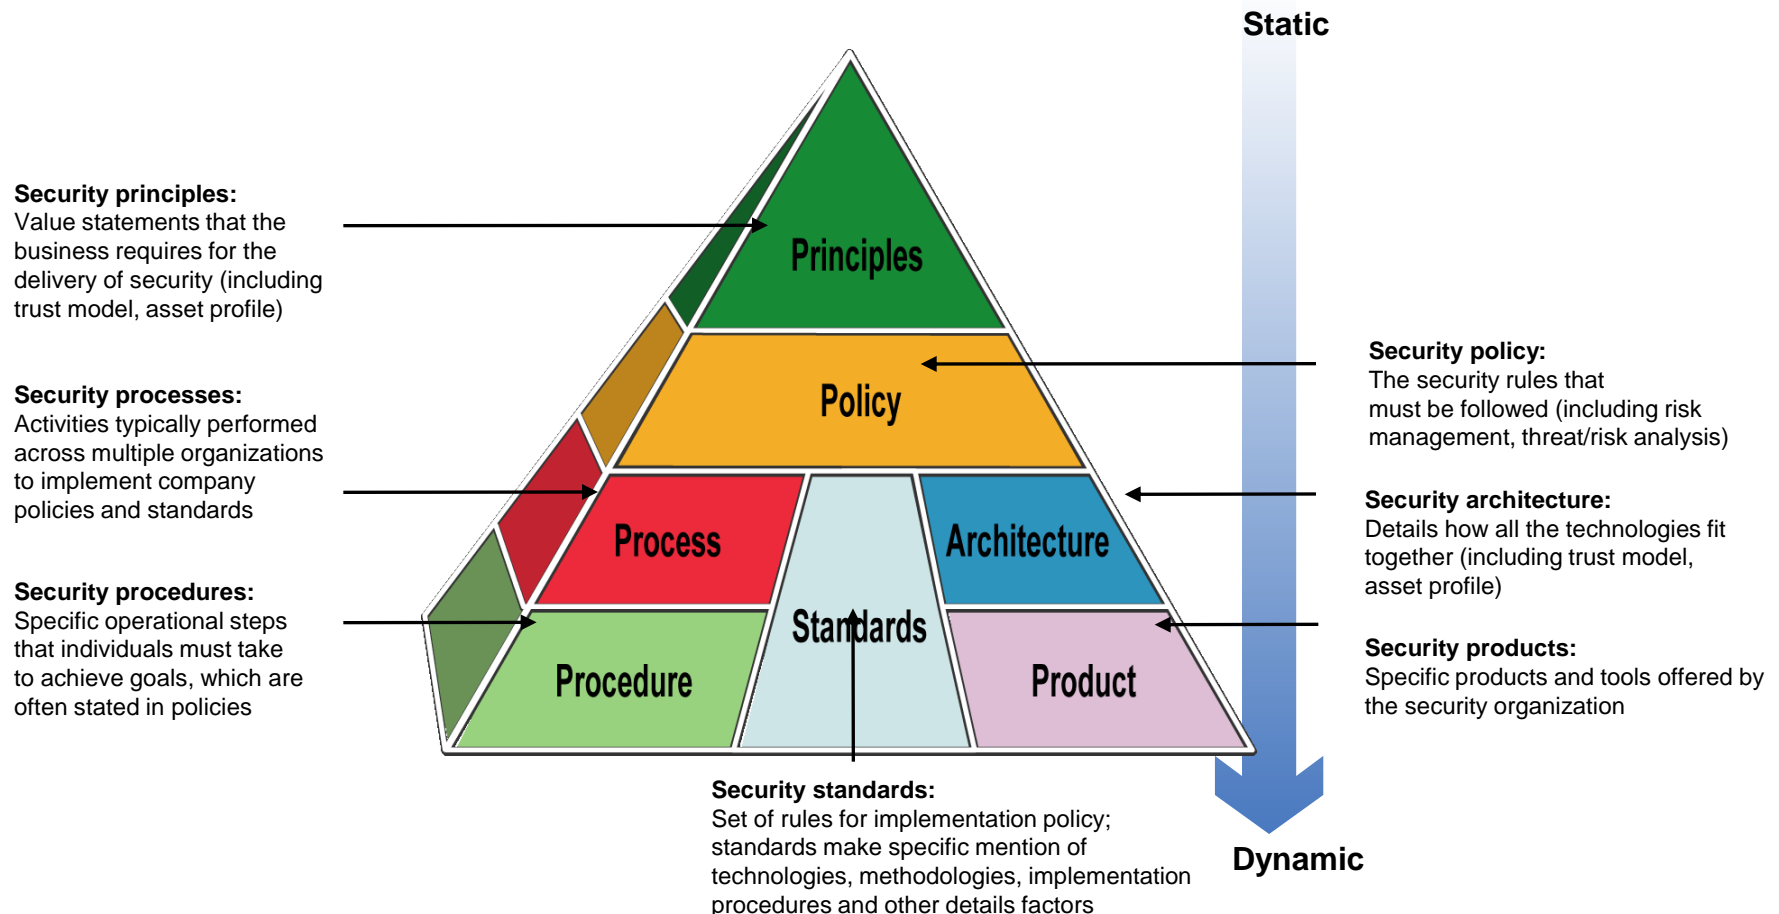 Static
Security principles:
Value statements that the
business requires for the
delivery of security (including
trust model, asset profile)
Principles
Security policy:
The security rules that
must be followed (including risk
management, threat/risk analysis)
Policy
Security processes:
Activities typically performed
across multiple organizations
to implement company
policies and standards
Process
Architecture
Security architecture:
Details how all the technologies fit
together (including trust model,
asset profile)
Security procedures:
Specific operational steps
that individuals must take
to achieve goals, which are
often stated in policies
Procedure
Standards
Product
Security products:
Specific products and tools offered by
the security organization
Security standards:
Set of rules for implementation policy;
standards make specific mention of
technologies, methodologies, implementation
procedures and other details factors
Dynamic